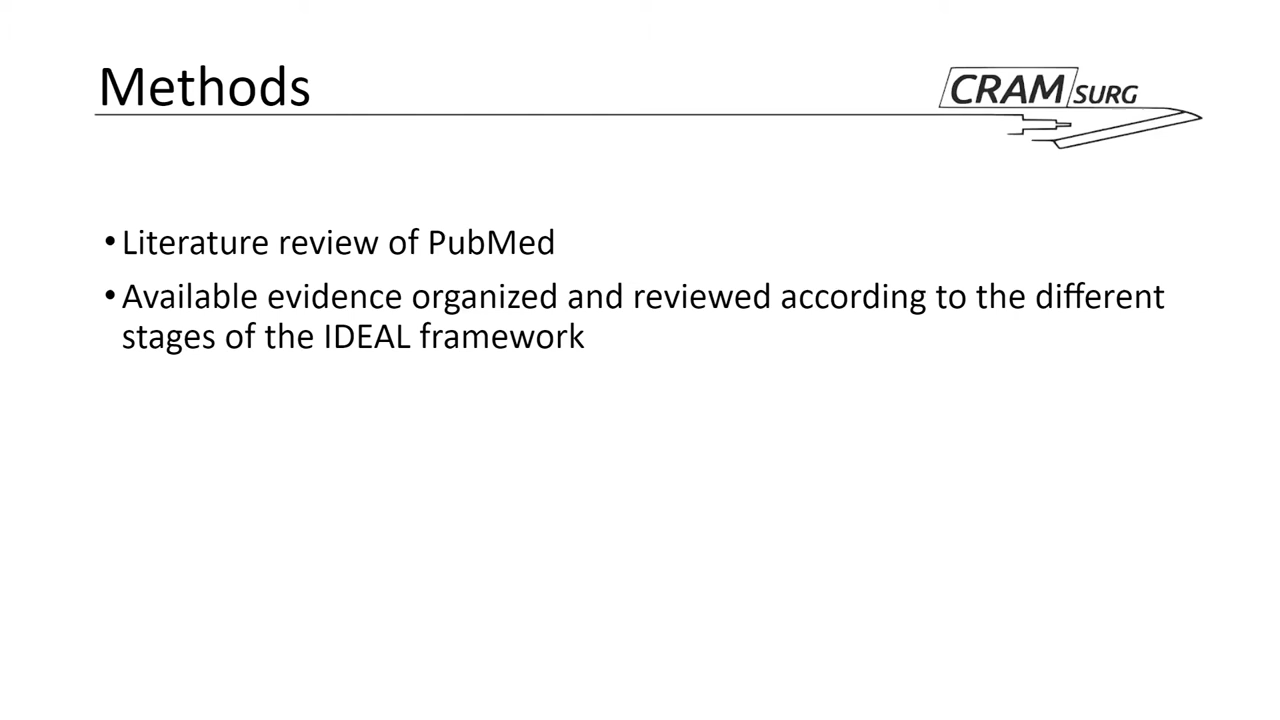 Methods
CRAM SURG
•Literature review of PubMed
•Available evidence organized and reviewed according to the different
stages of the IDEAL framework